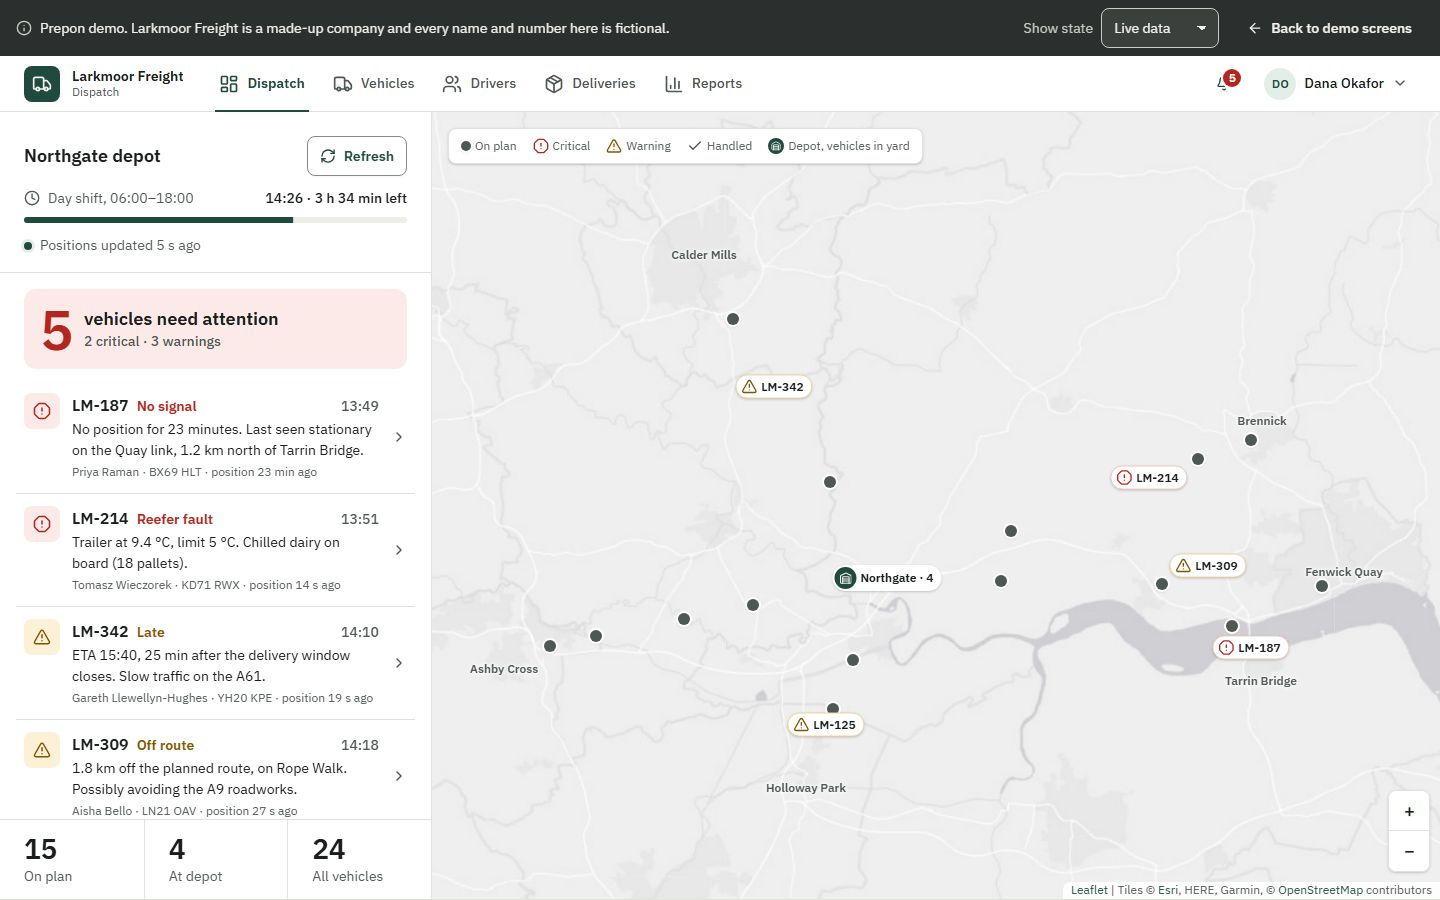 Prepon demo. Larkmoor Freight is a made-up company and every name and number here is fictional.
Show state
Live data
Back to demo screens
Larkmoor Freight
Dispatch
Dispatch
Vehicles
Drivers
Deliveries
Reports
5
DO
Dana Okafor
Northgate depot
Refresh
Day shift, 06:00–18:00
14:26 · 3 h 34 min left
Positions updated 5 s ago
5
vehicles need attention
2 critical · 3 warnings
LM-187 No signal 13:49
No position for 23 minutes. Last seen stationary
on the Quay link, 1.2 km north of Tarrin Bridge.
Priya Raman · BX69 HLT · position 23 min ago
LM-214 Reefer fault 13:51
Trailer at 9.4 °C, limit 5 °C. Chilled dairy on
board (18 pallets).
Tomasz Wieczorek · KD71 RWX · position 14 s ago
LM-342 Late 14:10
ETA 15:40, 25 min after the delivery window
closes. Slow traffic on the A61.
Gareth Llewellyn-Hughes · YH20 KPE · position 19 s ago
LM-309 Off route 14:18
1.8 km off the planned route, on Rope Walk.
Possibly avoiding the A9 roadworks.
Aisha Bello · LN21 OAV · position 27 s ago
15
On plan
4
At depot
24
All vehicles
On plan
Critical
Warning
Handled
Depot, vehicles in yard
Calder Mills
LM-342
Brennick
LM-214
LM-309
Fenwick Quay
Northgate · 4
LM-187
Ashby Cross
Tarrin Bridge
LM-125
Holloway Park
+
−
Leaflet | Tiles © Esri, HERE, Garmin, © OpenStreetMap contributors